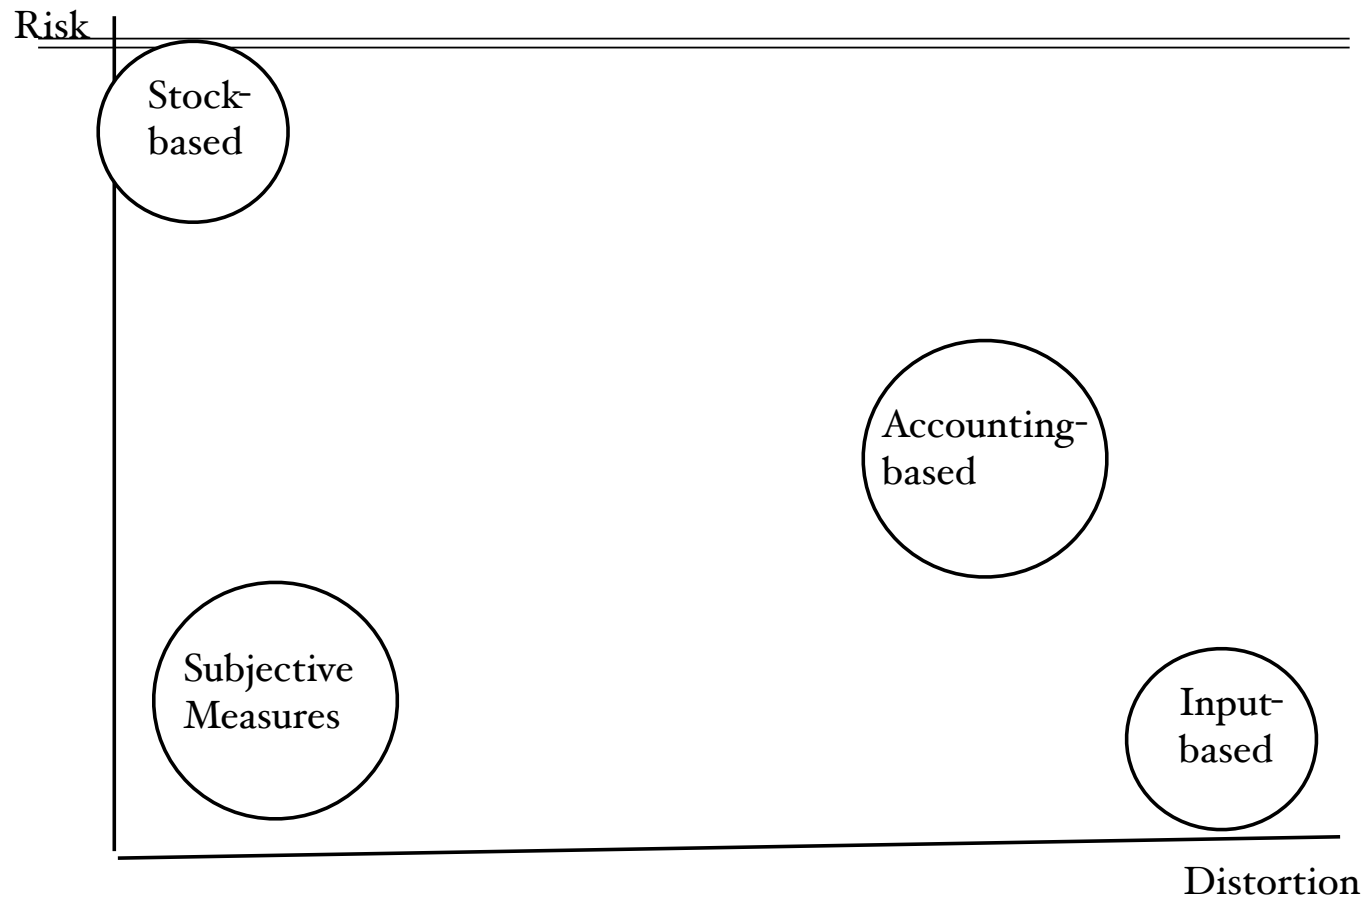 Risk
Stock-
based
Accounting-
based
Subjective
Measures
Input-
based
Distortion